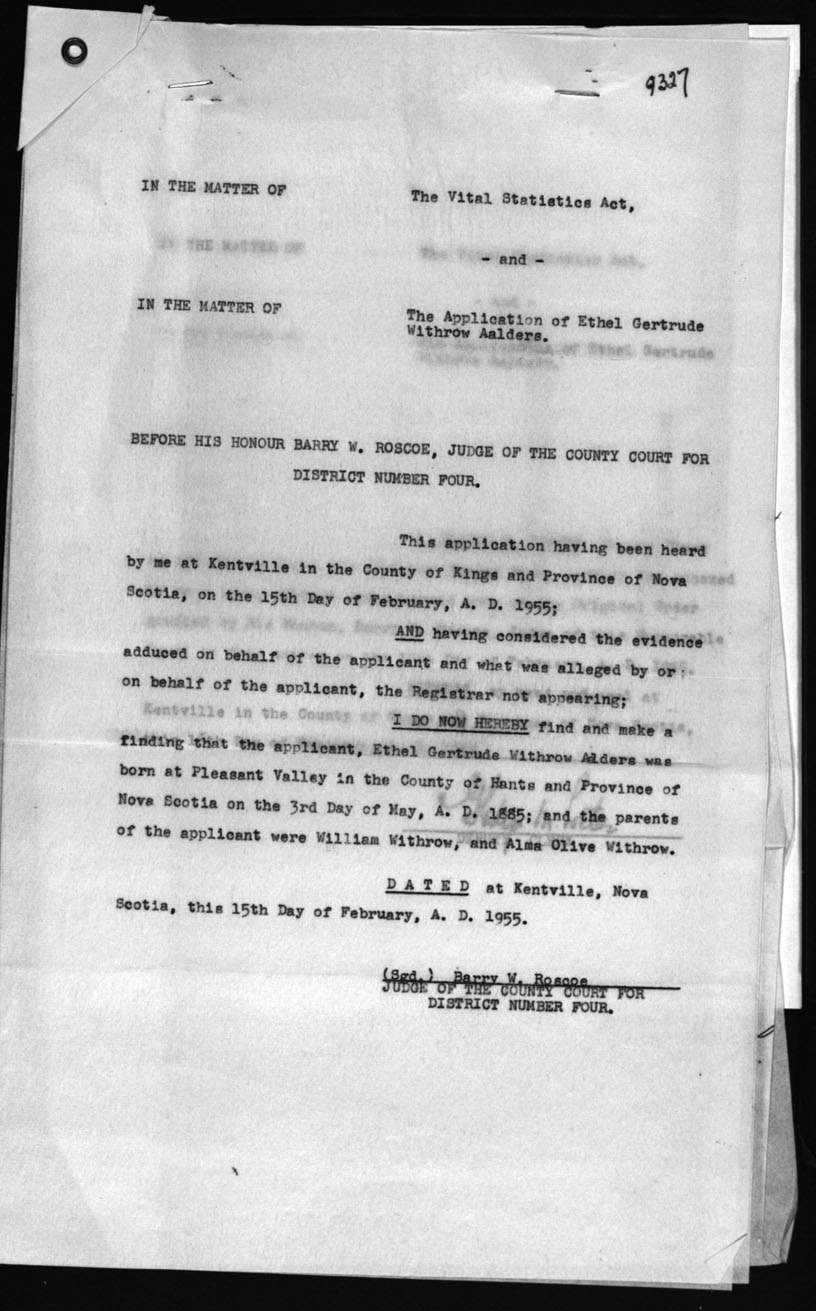 9327
IN THE MATTER OF
The Vital Statistics Act,
- and -
IN THE MATTER OF
The Application of Ethel Gertrude
Withrow Aalders.
BEFORE HIS HONOUR BARRY W. ROSCOE, JUDGE OF THE COUNTY COURT FOR
DISTRICT NUMBER FOUR.
This application having been heard
by me at Kentville in the County of Kings and Province of Nova
Scotia, on the 15th Day of February, A. D. 1955;
AND having considered the evidence
adduced on behalf of the applicant and what was alleged by or
on behalf of the applicant, the Registrar not appearing;
I DO NOW HEREBY find and make a
finding that the applicant, Ethel Gertrude Withrow Alders was
born at Pleasant Valley in the County of Hants and Province of
Nova Scotia on the 3rd Day of May, A. D. 1885; and the parents
of the applicant were William Withrow, and Alma Olive Withrow.
D A T E D at Kentville, Nova
Scotia, this 15th Day of February, A. D. 1955.
(Sgd.) Barry W. Roscoe
JUDGE OF THE COUNTY COURT FOR
DISTRICT NUMBER FOUR.